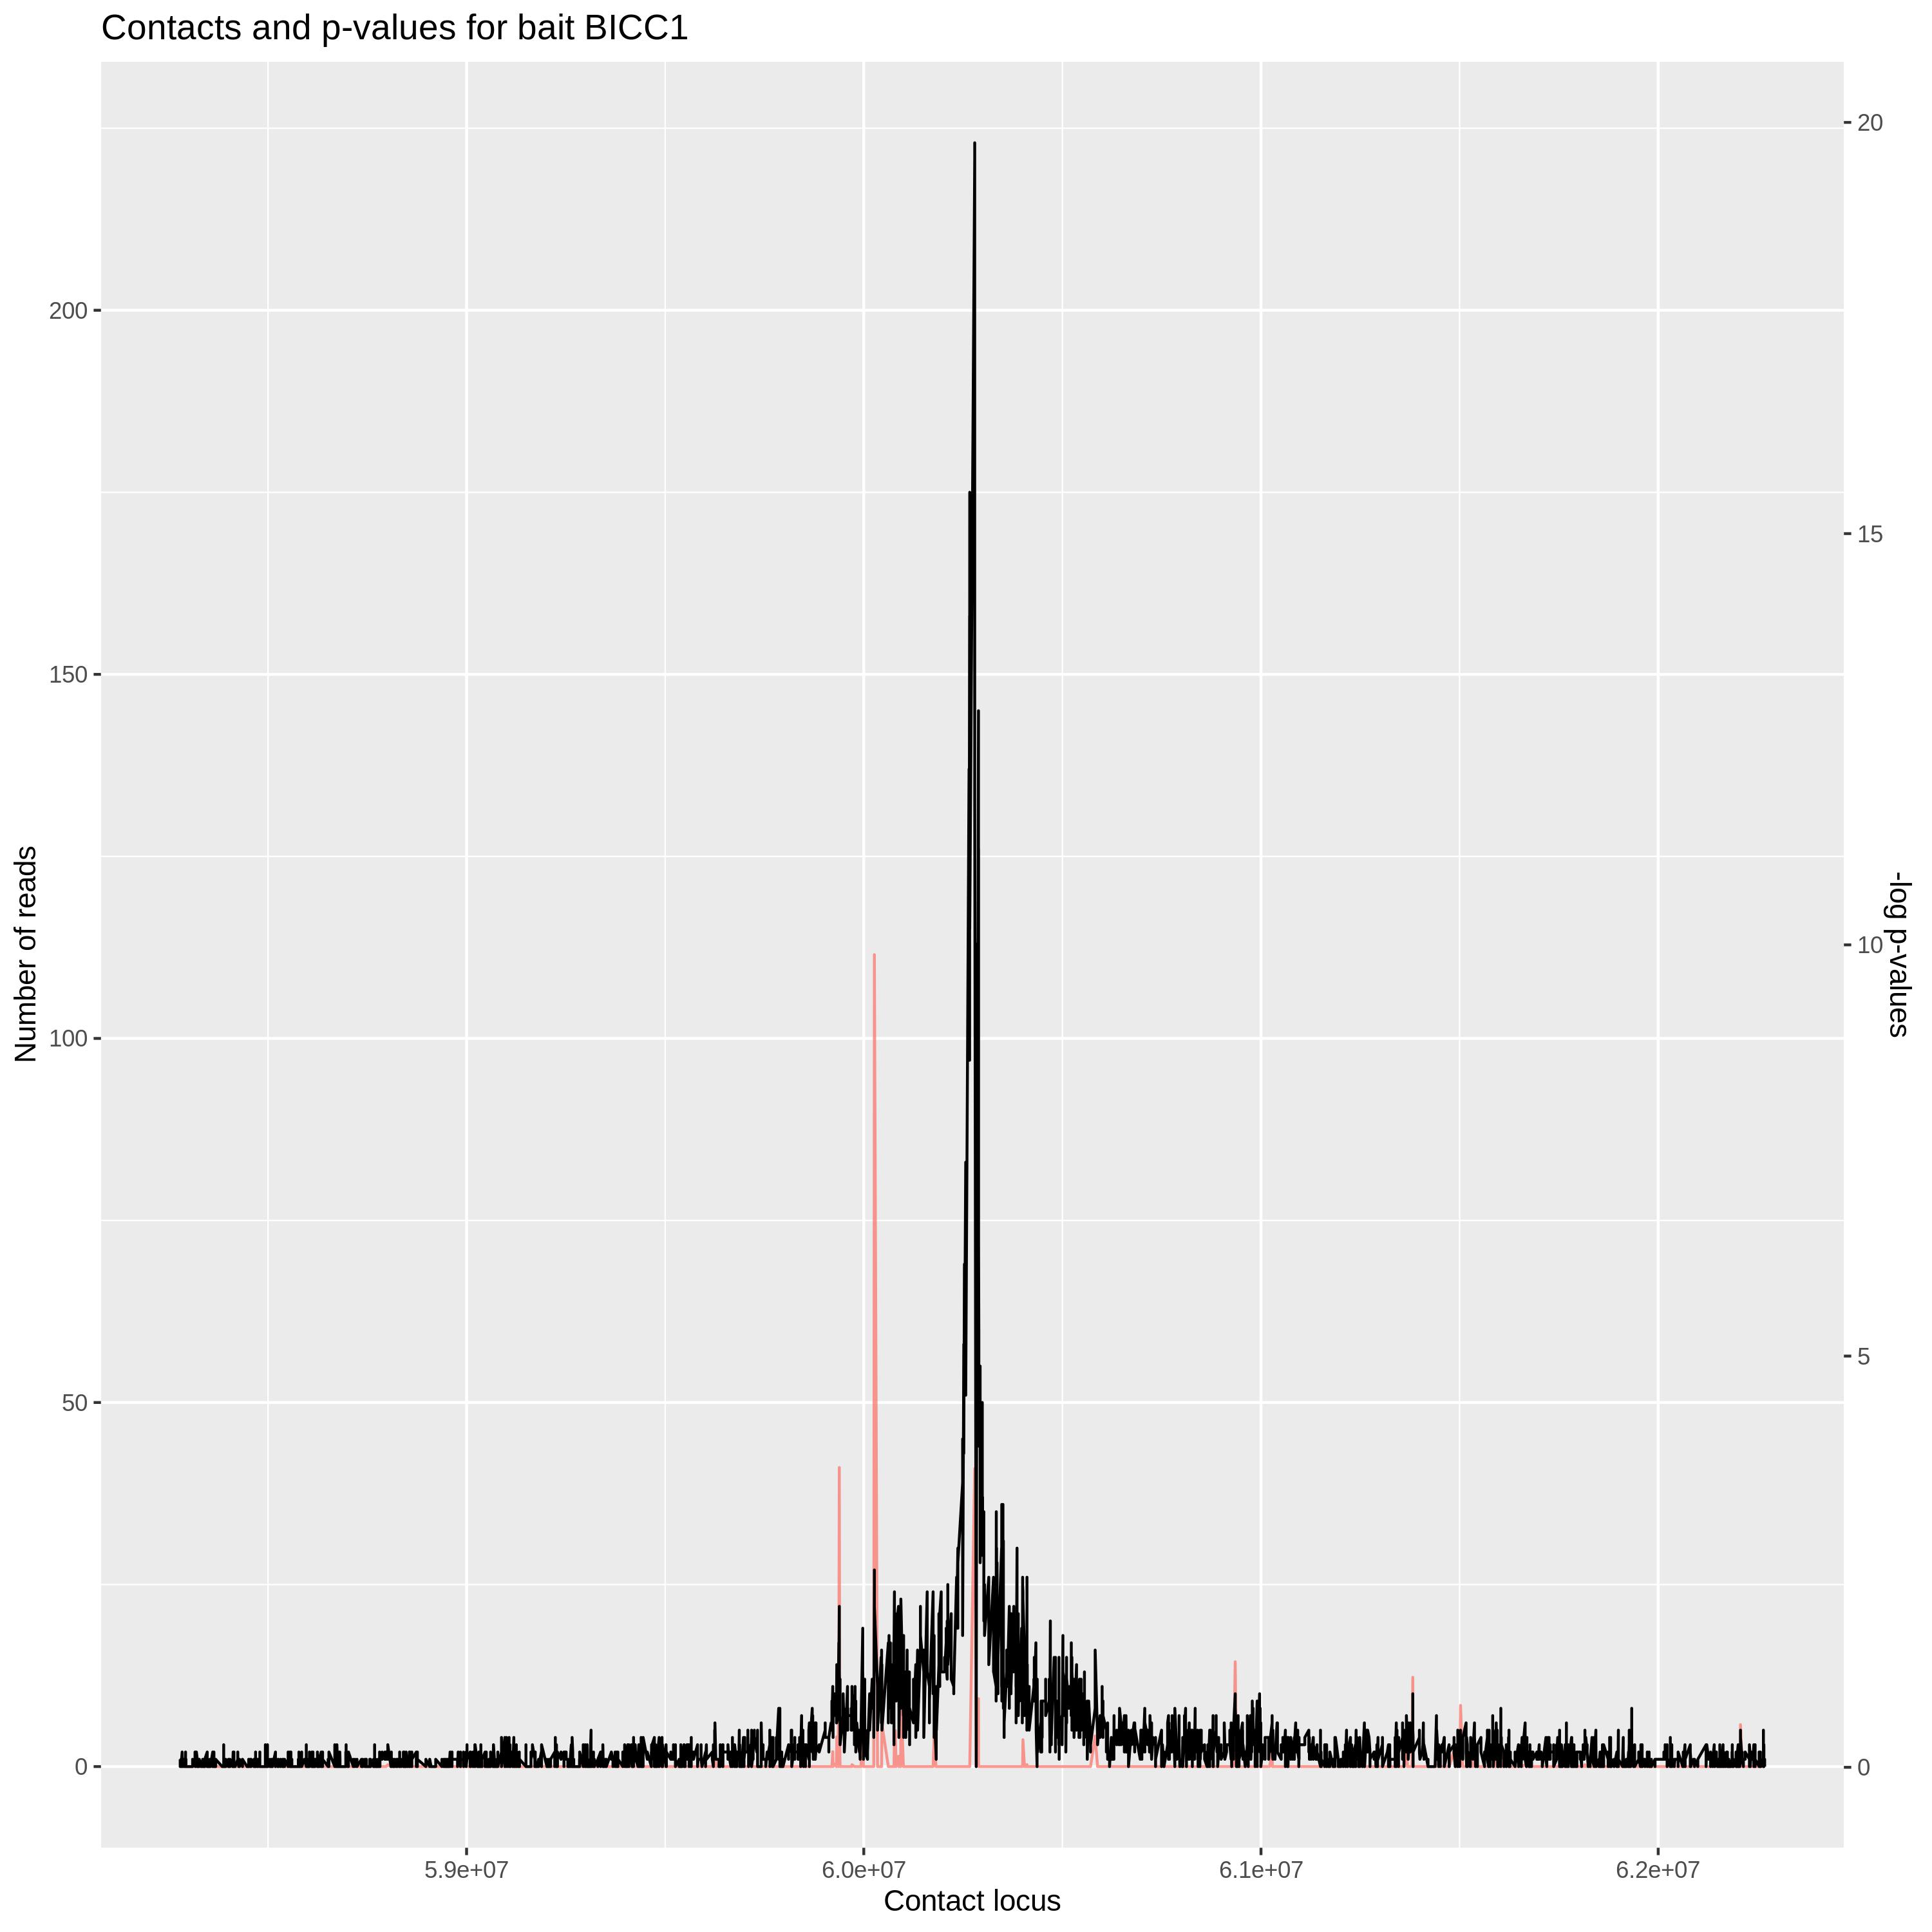 Contacts and p-values for bait BICC1
Number of reads
200
150
100
50
0
20
15
10
5
0
-log p-values
5.9e+07
6.0e+07
6.1e+07
6.2e+07
Contact locus